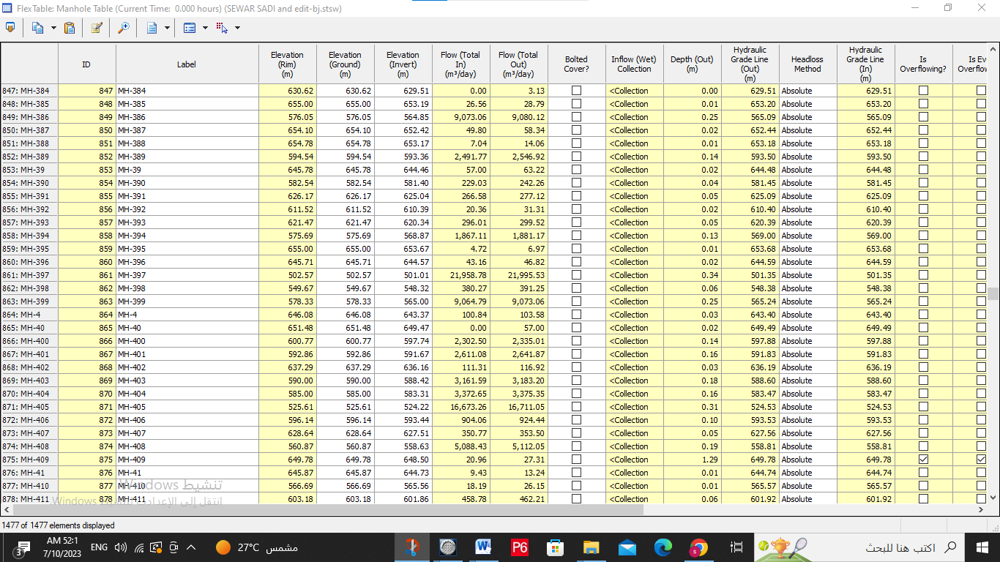 FlexTable: Manhole Table (Current Time: 0.000 hours) (SEWAR SADI and edit-bj.stsw)
ID Label Elevation (Rim) (m) Elevation (Ground) (m) Elevation (Invert) (m) Flow (Total In) (m³/day) Flow (Total Out) (m³/day) Bolted Cover? Inflow (Wet) Collection Depth (Out) (m) Hydraulic Grade Line (Out) (m) Headloss Method Hydraulic Grade Line (In) (m) Is Overflowing? Is Ev Overflow
847: MH-384 847 MH-384 630.62 630.62 629.51 0.00 3.13 <Collection 0.00 629.51 Absolute 629.51
848: MH-385 848 MH-385 655.00 655.00 653.19 26.56 28.79 <Collection 0.01 653.20 Absolute 653.20
849: MH-386 849 MH-386 576.05 576.05 564.85 9,073.06 9,080.12 <Collection 0.25 565.09 Absolute 565.09
850: MH-387 850 MH-387 654.10 654.10 652.42 49.80 58.34 <Collection 0.02 652.44 Absolute 652.44
851: MH-388 851 MH-388 654.78 654.78 653.17 7.04 14.06 <Collection 0.01 653.18 Absolute 653.18
852: MH-389 852 MH-389 594.54 594.54 593.36 2,491.77 2,546.92 <Collection 0.14 593.50 Absolute 593.50
853: MH-39 853 MH-39 645.78 645.78 644.46 57.00 63.22 <Collection 0.02 644.48 Absolute 644.48
854: MH-390 854 MH-390 582.54 582.54 581.40 229.03 242.26 <Collection 0.04 581.45 Absolute 581.45
855: MH-391 855 MH-391 626.17 626.17 625.04 266.58 277.12 <Collection 0.05 625.09 Absolute 625.09
856: MH-392 856 MH-392 611.52 611.52 610.39 20.36 31.31 <Collection 0.02 610.40 Absolute 610.40
857: MH-393 857 MH-393 621.47 621.47 620.34 296.01 299.52 <Collection 0.05 620.39 Absolute 620.39
858: MH-394 858 MH-394 575.69 575.69 568.87 1,867.11 1,881.17 <Collection 0.13 569.00 Absolute 569.00
859: MH-395 859 MH-395 655.00 655.00 653.67 4.72 6.97 <Collection 0.01 653.68 Absolute 653.68
860: MH-396 860 MH-396 645.71 645.71 644.57 43.16 46.82 <Collection 0.02 644.59 Absolute 644.59
861: MH-397 861 MH-397 502.57 502.57 501.01 21,958.78 21,995.53 <Collection 0.34 501.35 Absolute 501.35
862: MH-398 862 MH-398 549.67 549.67 548.32 380.27 391.25 <Collection 0.06 548.38 Absolute 548.38
863: MH-399 863 MH-399 578.33 578.33 565.00 9,064.79 9,073.06 <Collection 0.25 565.24 Absolute 565.24
864: MH-4 864 MH-4 646.08 646.08 643.37 100.84 103.58 <Collection 0.03 643.40 Absolute 643.40
865: MH-40 865 MH-40 651.48 651.48 649.47 0.00 57.00 <Collection 0.02 649.49 Absolute 649.49
866: MH-400 866 MH-400 600.77 600.77 597.74 2,302.50 2,335.01 <Collection 0.14 597.88 Absolute 597.88
867: MH-401 867 MH-401 592.86 592.86 591.67 2,611.08 2,641.87 <Collection 0.16 591.83 Absolute 591.83
868: MH-402 868 MH-402 637.29 637.29 636.16 111.31 116.92 <Collection 0.03 636.19 Absolute 636.19
869: MH-403 869 MH-403 590.00 590.00 588.42 3,161.59 3,183.20 <Collection 0.18 588.60 Absolute 588.60
870: MH-404 870 MH-404 585.00 585.00 583.31 3,372.65 3,375.35 <Collection 0.16 583.47 Absolute 583.47
871: MH-405 871 MH-405 525.61 525.61 524.22 16,673.26 16,711.05 <Collection 0.31 524.53 Absolute 524.53
872: MH-406 872 MH-406 596.14 596.14 593.44 904.06 924.44 <Collection 0.10 593.53 Absolute 593.53
873: MH-407 873 MH-407 628.64 628.64 627.51 350.77 353.50 <Collection 0.05 627.56 Absolute 627.56
874: MH-408 874 MH-408 560.87 560.87 558.63 5,088.43 5,112.05 <Collection 0.19 558.81 Absolute 558.81
875: MH-409 875 MH-409 649.78 649.78 648.50 20.96 27.31 <Collection 1.29 649.78 Absolute 649.78
876: MH-41 876 MH-41 645.87 645.87 644.73 9.43 13.24 <Collection 0.01 644.74 Absolute 644.74
877: MH-410 877 MH-410 566.69 566.69 565.56 18.19 26.15 <Collection 0.01 565.57 Absolute 565.57
878: MH-411 878 MH-411 603.18 603.18 601.86 458.78 462.21 <Collection 0.06 601.92 Absolute 601.92
تنشيط Windows
انتقل إلى الإعدادات لتنشيط Windows.
1477 of 1477 elements displayed
3 AM 52:1 ENG 27°C مشمس P6 اكتب هنا للبحث
7/10/2023